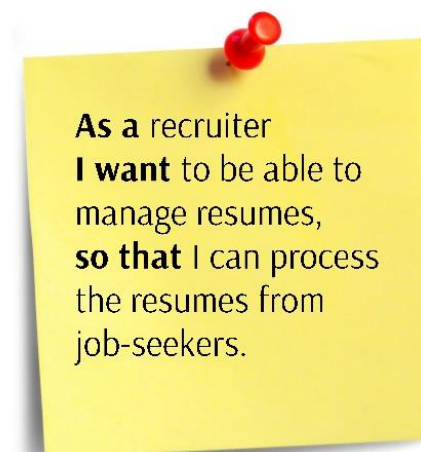 As a recruiter
I want to be able to
manage resumes,
so that I can process
the resumes from
job-seekers.